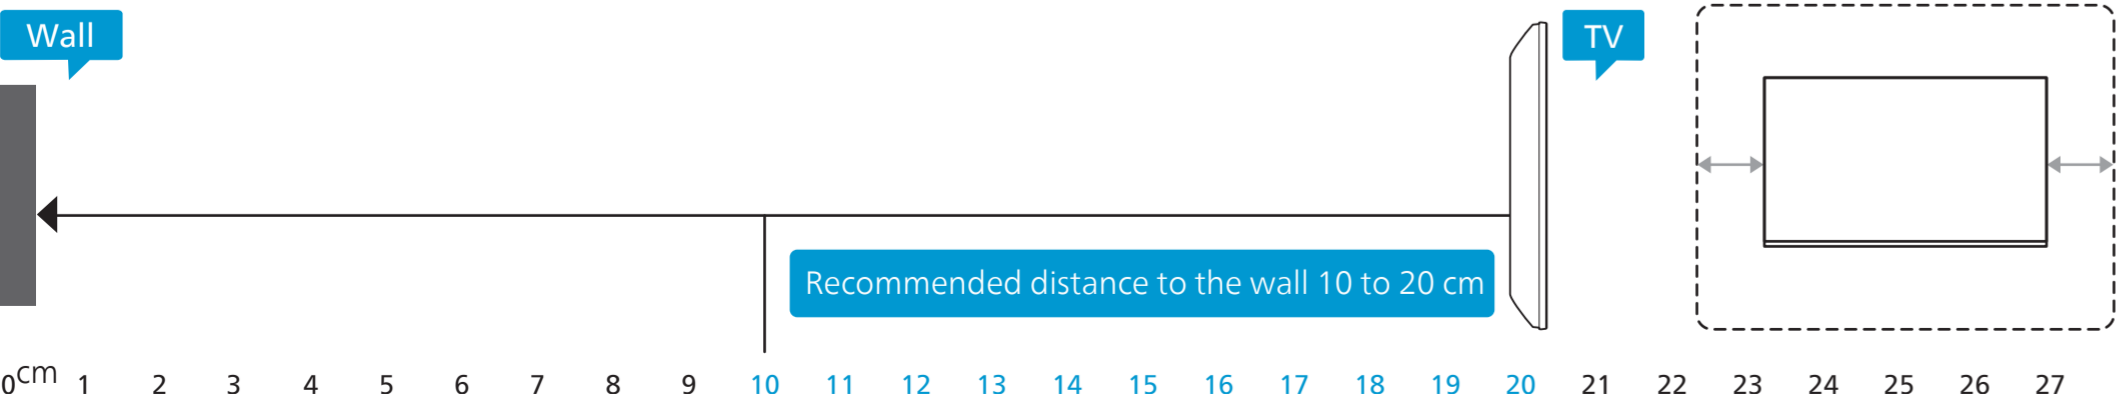 Wall
TV
Recommended distance to the wall 10 to 20 cm
0cm 1 2 3 4 5 6 7 8 9 10 11 12 13 14 15 16 17 18 19 20 21 22 23 24 25 26 27